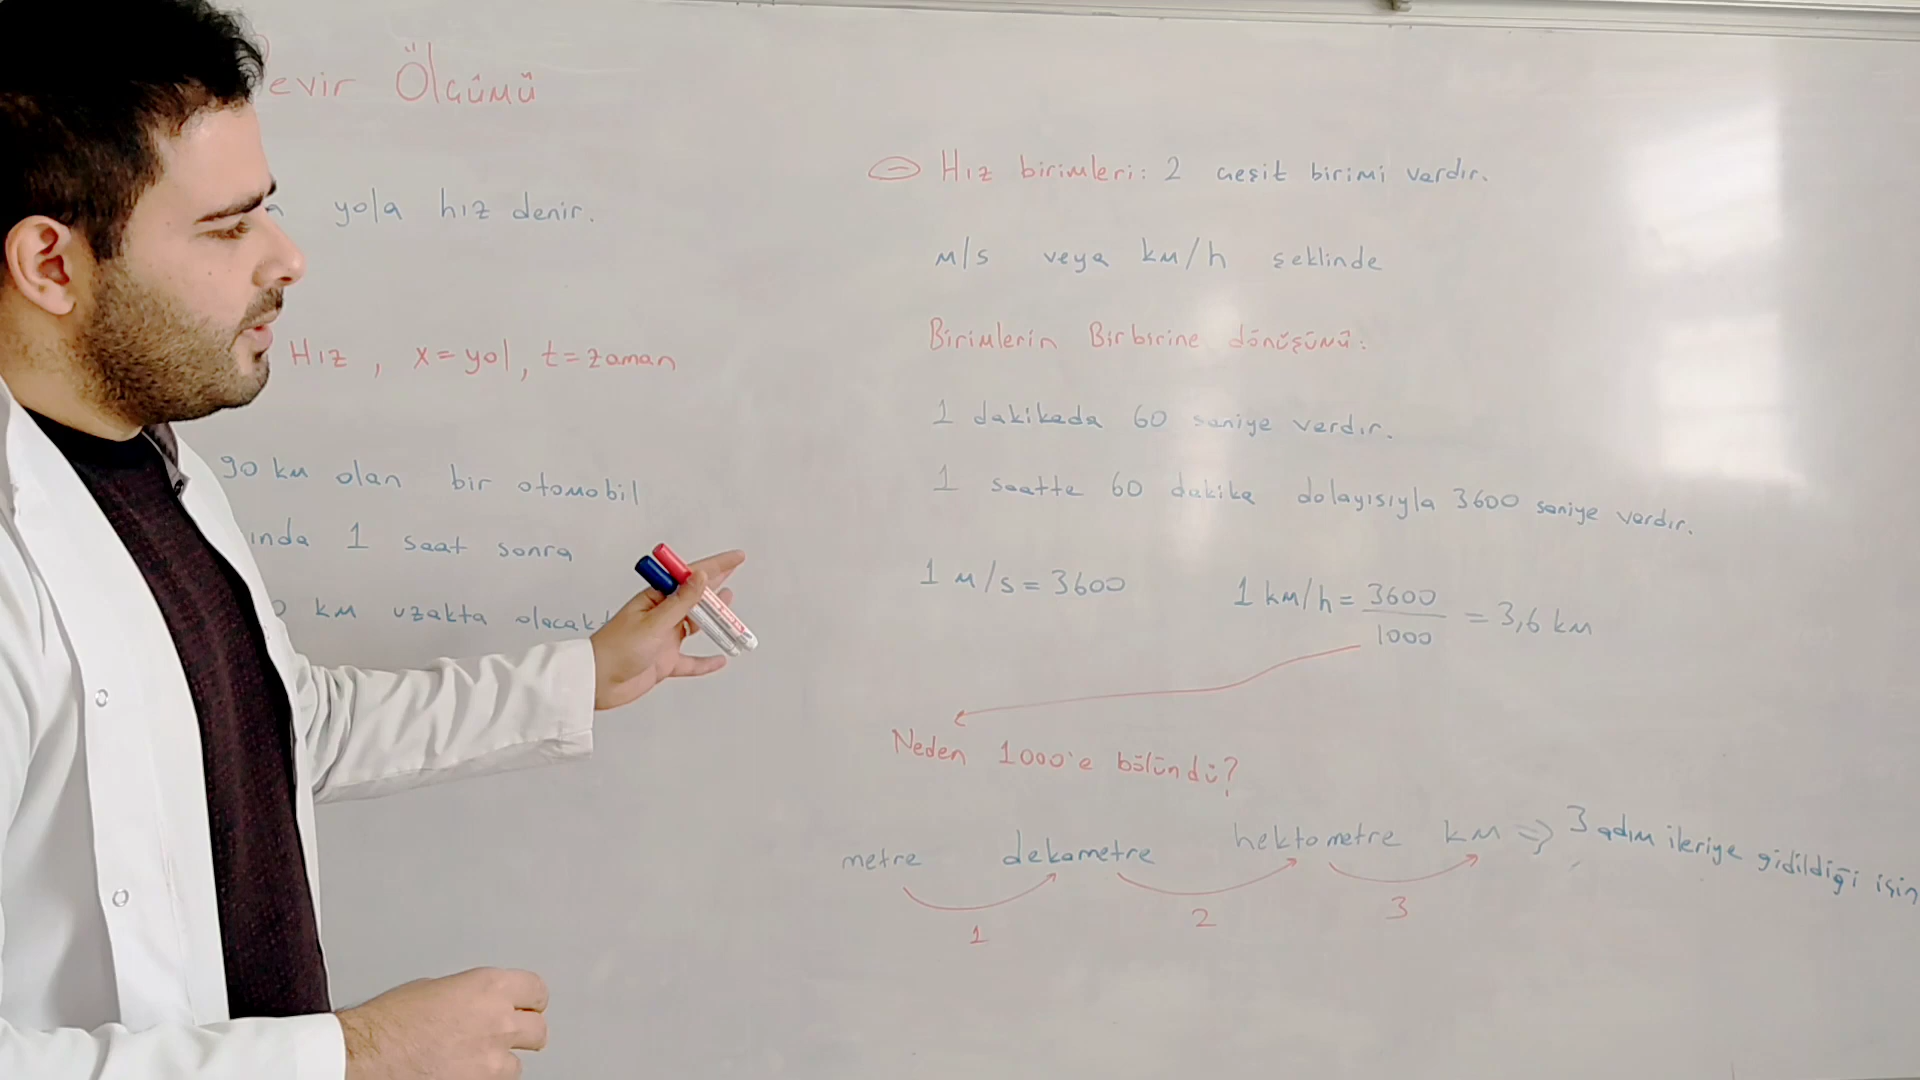 evir Ölçümü
yola hız denir.
Hız , x = yol , t = zaman
90 km olan bir otomobil
ında 1 saat sonra
km uzakta olacak
Hız birimleri: 2 çeşit birimi vardır.
m/s veya km/h şeklinde
Birimlerin Birbirine dönüşümü:
1 dakikada 60 saniye vardır.
1 saatte 60 dakika dolayısıyla 3600 saniye vardır.
1 m/s = 3600 1 km/h = 3600/1000 = 3,6 km
Neden 1000'e bölündü?
metre dekametre hektometre km => 3 adım ileriye gidildiği için
1 2 3